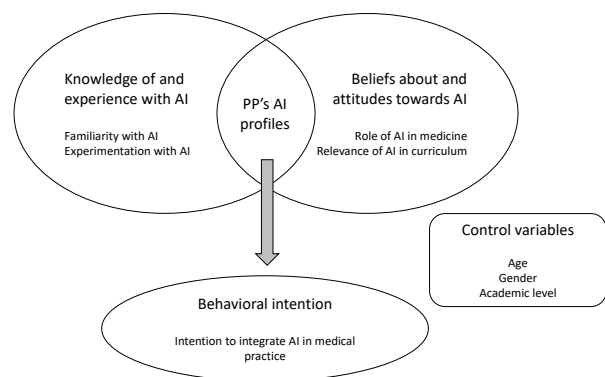 Knowledge of and
experience with AI
Familiarity with AI
Experimentation with AI
PP's AI
profiles
Beliefs about and
attitudes towards AI
Role of AI in medicine
Relevance of AI in curriculum
Control variables
Age
Gender
Academic level
Behavioral intention
Intention to integrate AI in medical
practice